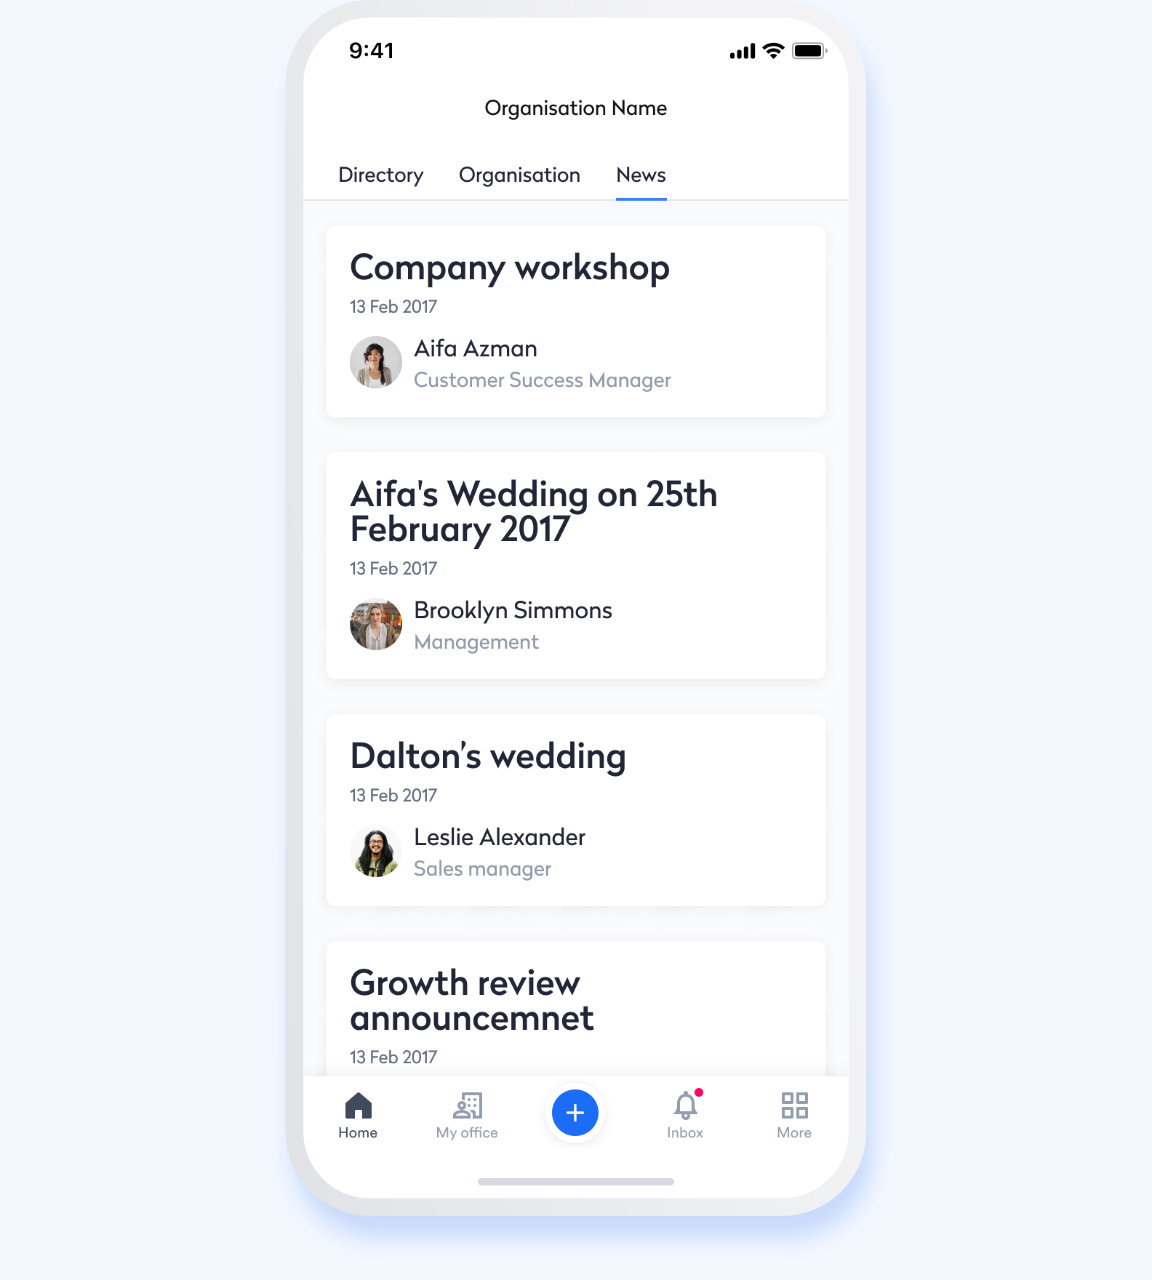 9:41
Organisation Name
Directory Organisation News
Company workshop
13 Feb 2017
Aifa Azman
Customer Success Manager
Aifa's Wedding on 25th
February 2017
13 Feb 2017
Brooklyn Simmons
Management
Dalton’s wedding
13 Feb 2017
Leslie Alexander
Sales manager
Growth review
announcemnet
13 Feb 2017
Home My office Inbox More